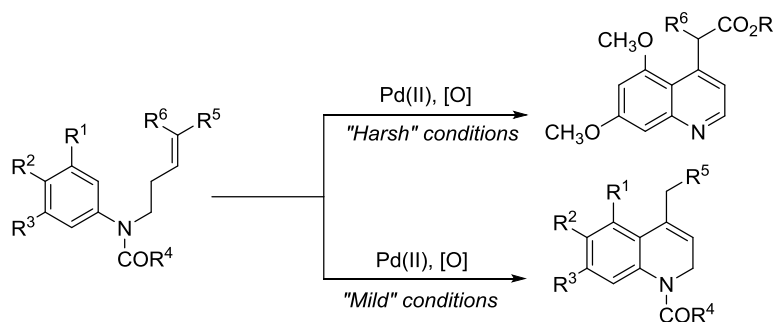 R⁶ CO₂R
CH₃O
Pd(II), [O]
"Harsh" conditions
CH₃O
N
R⁶ R⁵
R¹
R²
R³
N
COR⁴
R⁵
R¹
R²
Pd(II), [O]
"Mild" conditions
R³
N
COR⁴